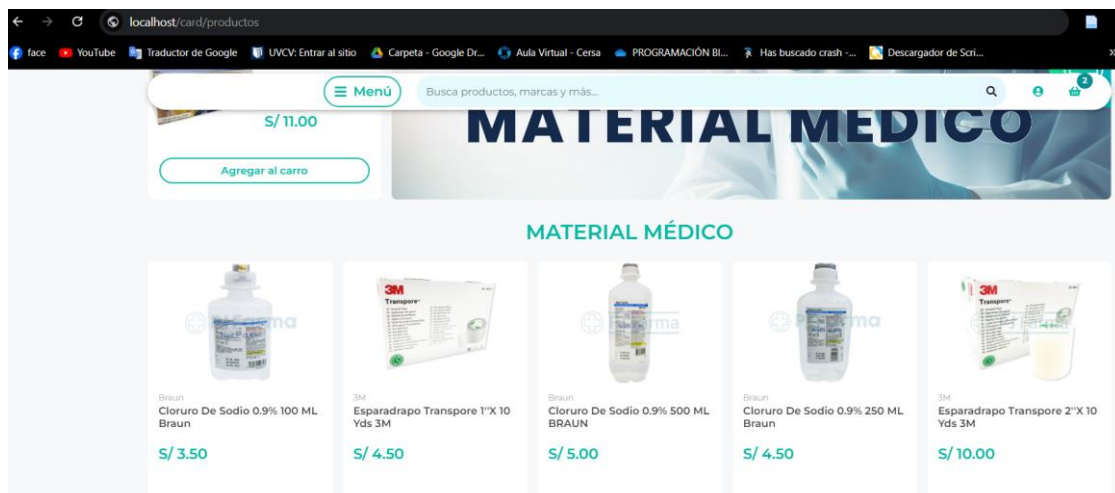 localhost/card/productos
face YouTube Traductor de Google UVCV: Entrar al sitio Carpeta - Google Dr... Aula Virtual - Cersa PROGRAMACIÓN BI... Has buscado crash -... Descargador de Scri... »
Menú Busca productos, marcas y más... 2
S/ 11.00
MATERIAL MÉDICO
Agregar al carro
MATERIAL MÉDICO
3M
Transpore
3M
Transpore
Braun 3M Braun Braun 3M
Cloruro De Sodio 0.9% 100 ML Esparadrapo Transpore 1''X 10 Cloruro De Sodio 0.9% 500 ML Cloruro De Sodio 0.9% 250 ML Esparadrapo Transpore 2''X 10
Braun Yds 3M BRAUN Braun Yds 3M
S/ 3.50 S/ 4.50 S/ 5.00 S/ 4.50 S/ 10.00